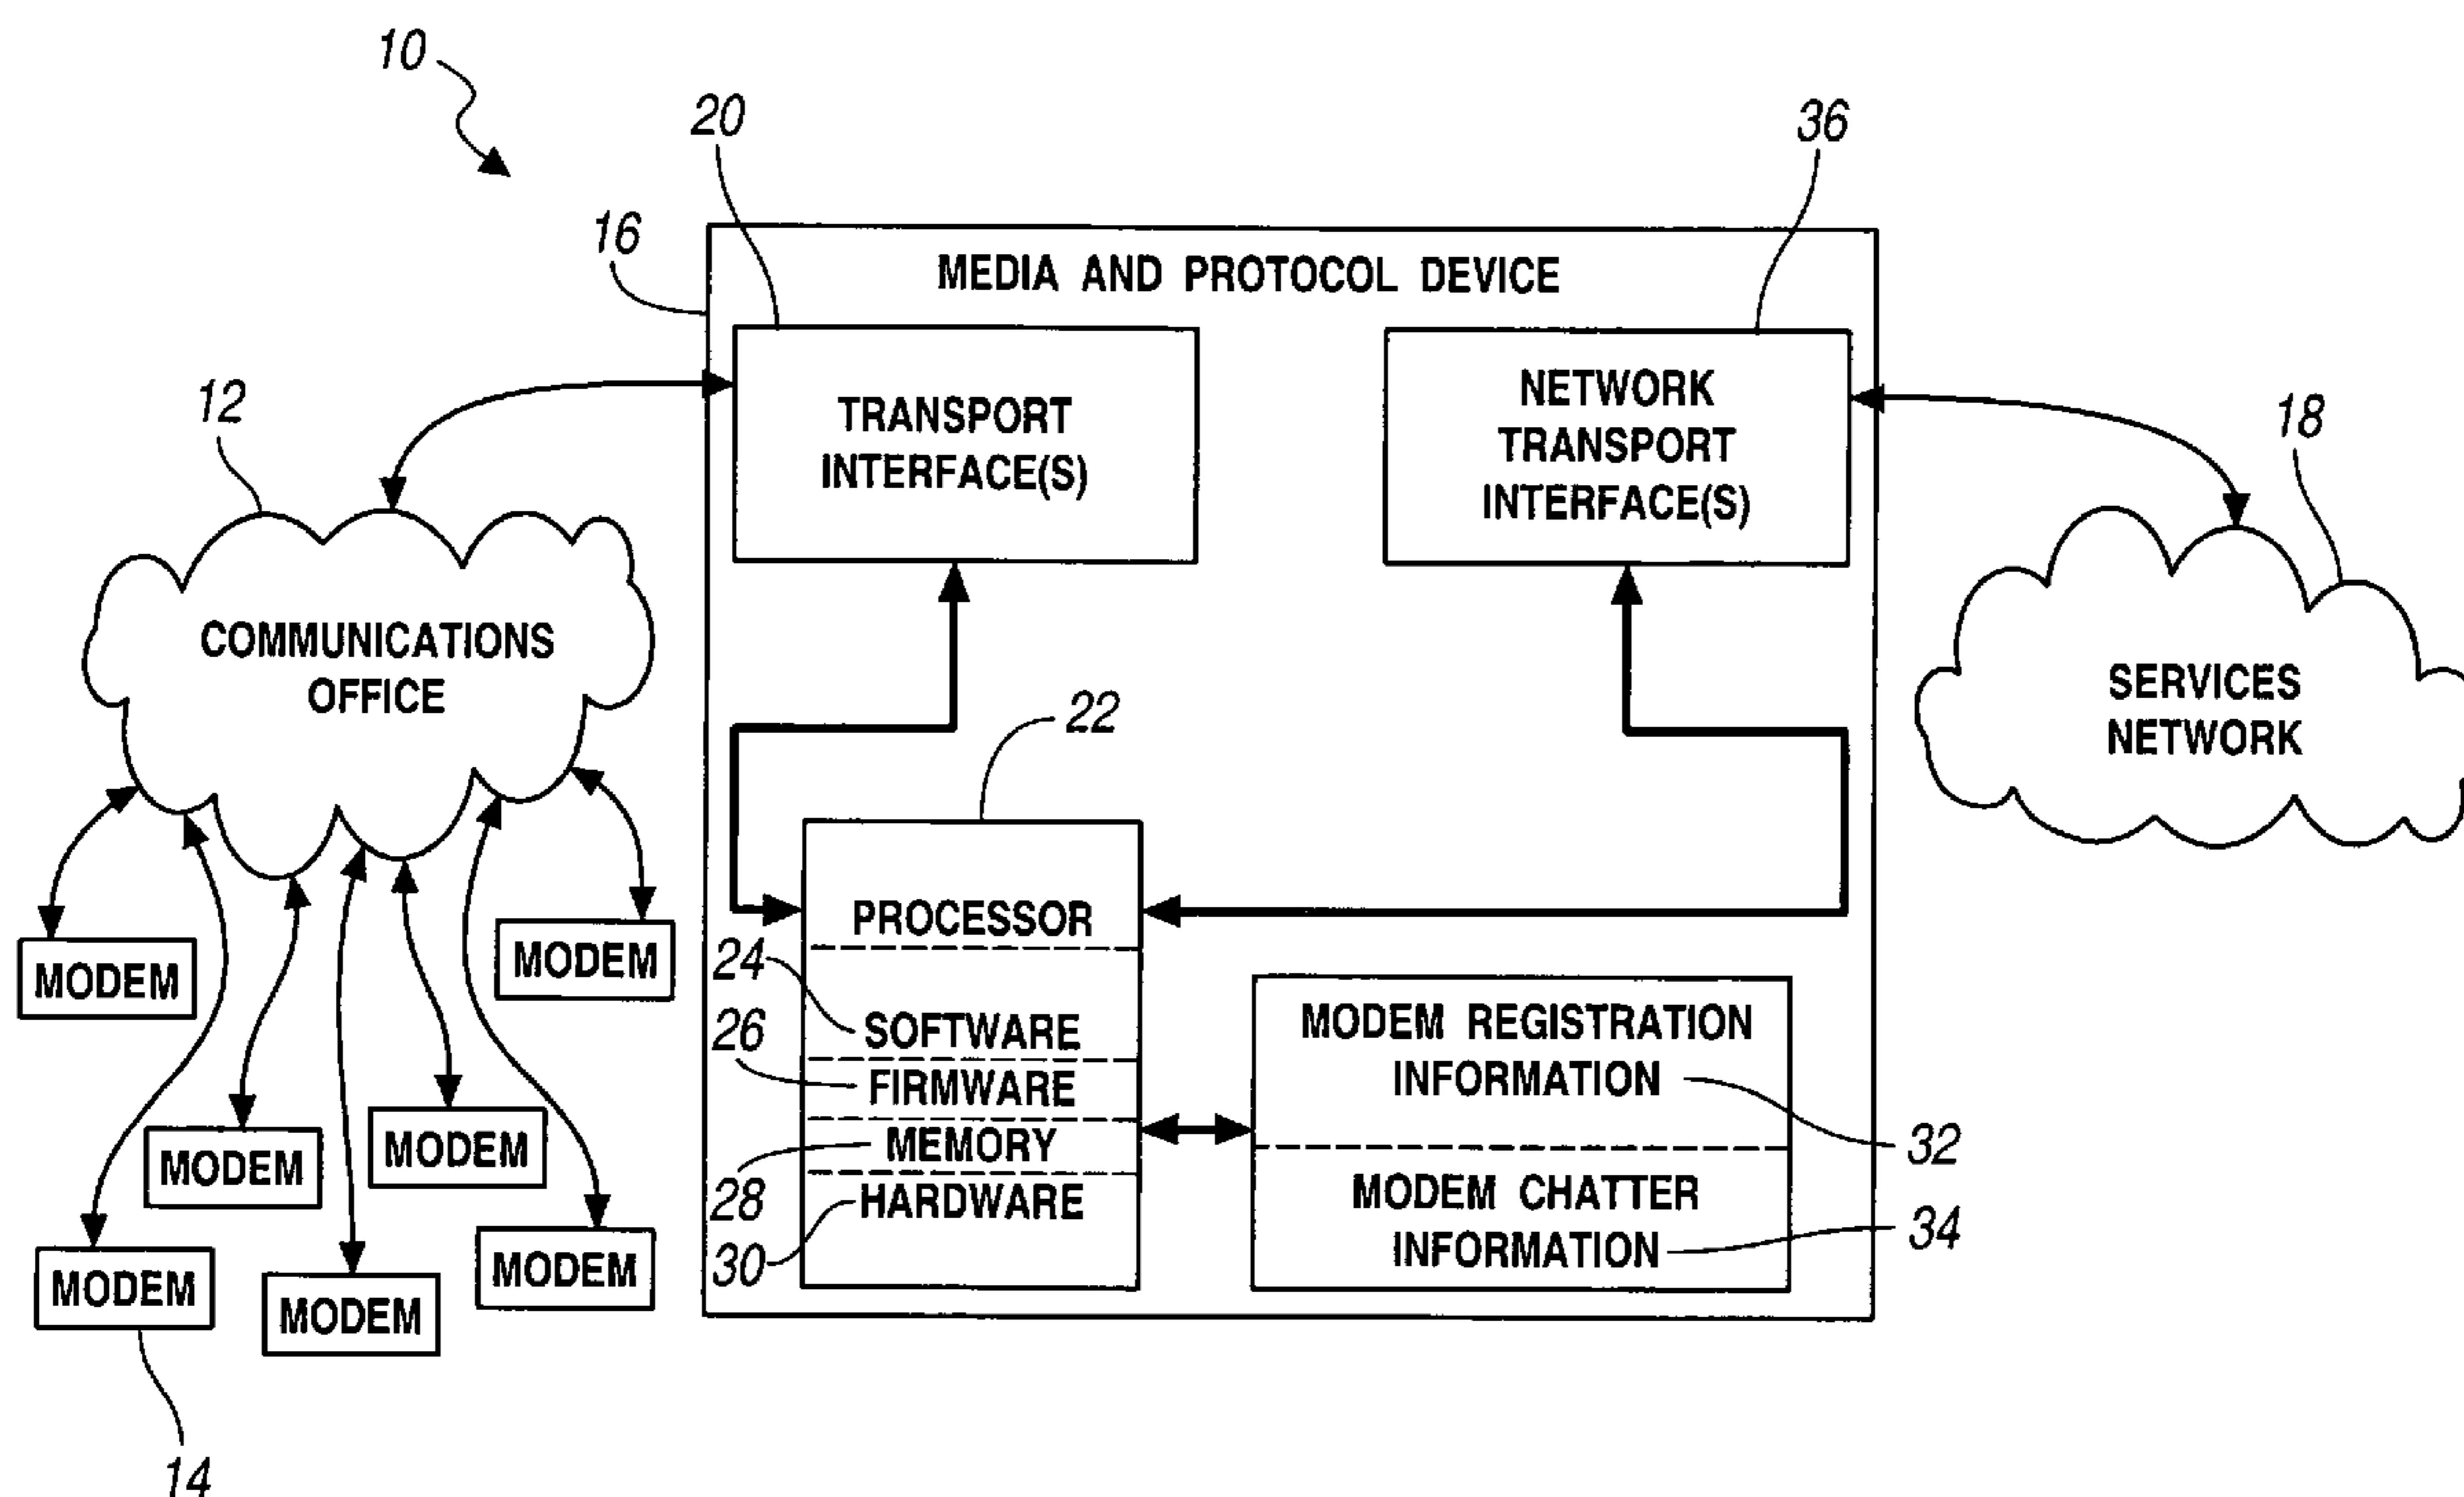 10
20
36
16
MEDIA AND PROTOCOL DEVICE
12
TRANSPORT
INTERFACE(S)
NETWORK
TRANSPORT
INTERFACE(S)
18
COMMUNICATIONS
OFFICE
SERVICES
NETWORK
22
PROCESSOR
24
SOFTWARE
26
FIRMWARE
MEMORY
28
HARDWARE
30
MODEM REGISTRATION
INFORMATION
32
MODEM CHATTER
INFORMATION
34
MODEM
MODEM
MODEM
MODEM
MODEM
MODEM
MODEM
14